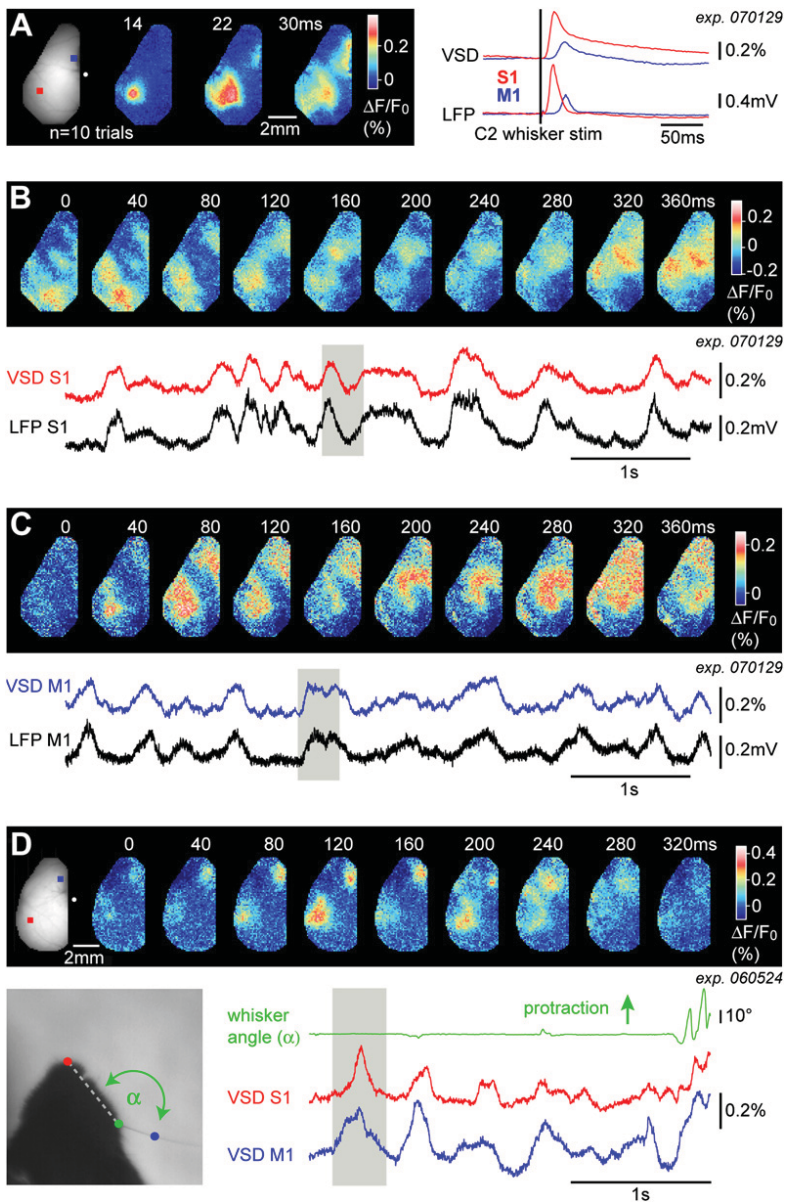 A
14 22 30ms
0.2
0
ΔF/F0
(%)
n=10 trials
2mm
exp. 070129
VSD
0.2%
S1
M1
0.4mV
LFP
C2 whisker stim
50ms
B
0 40 80 120 160 200 240 320 360ms
0.2
0
-0.2
ΔF/F0
(%)
exp. 070129
VSD S1
0.2%
LFP S1
0.2mV
1s
C
0 40 80 120 160 200 240 320 360ms
0.2
0
ΔF/F0
(%)
exp. 070129
VSD M1
0.2%
LFP M1
0.2mV
1s
D
0 40 80 120 160 200 240 280 320ms
0.4
0.2
0
ΔF/F0
(%)
2mm
exp. 060524
whisker
angle (α)
protraction
10°
α
VSD S1
0.2%
VSD M1
1s